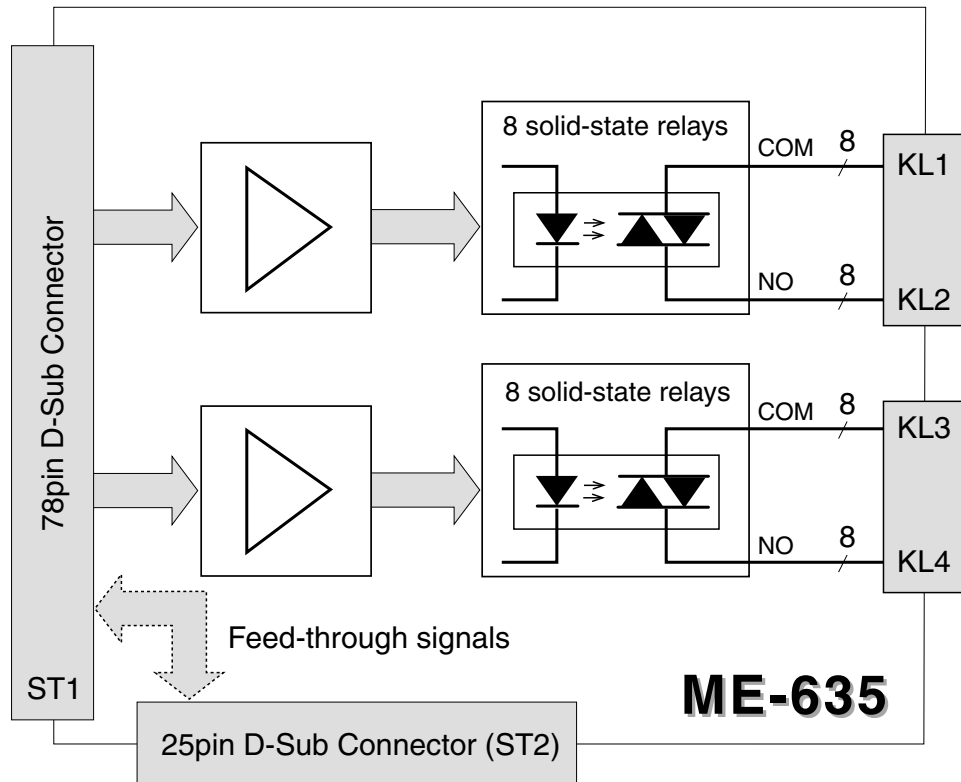 8 solid-state relays
COM
8
KL1
NO
8
KL2
78pin D-Sub Connector
8 solid-state relays
COM
8
KL3
NO
8
KL4
Feed-through signals
ST1
ME-635
25pin D-Sub Connector (ST2)